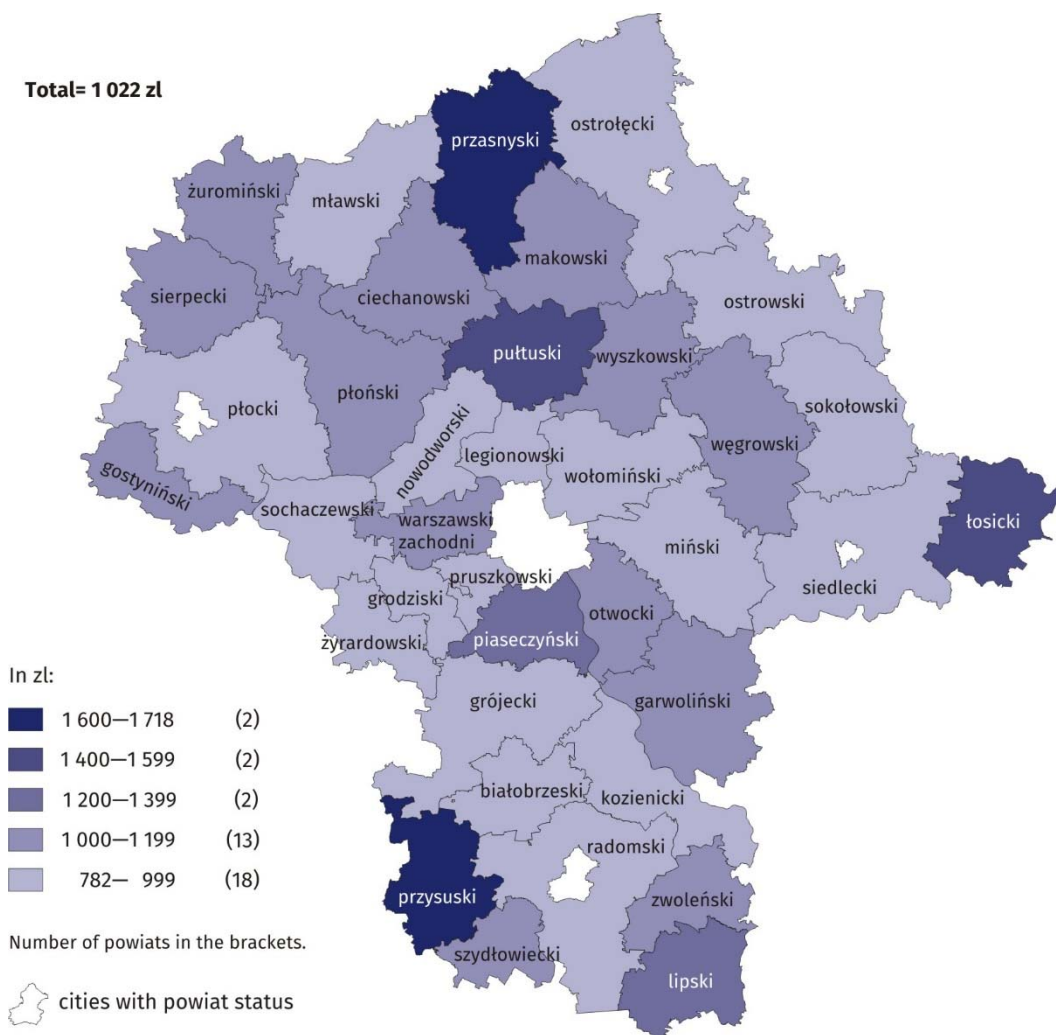 Total= 1 022 zl
ostrołęcki
przasnyski
żuromiński
mławski
makowski
sierpecki
ciechanowski
ostrowski
pułtuski
wyszkowski
płoński
płocki
sokołowski
nowodworski
węgrowski
legionowski
wołomiński
gostyniński
sochaczewski
warszawski
zachodni
łosicki
miński
siedlecki
pruszkowski
grodziski
otwocki
żyrardowski
piaseczyński
grójecki
garwoliński
białobrzeski
kozienicki
radomski
przysuski
zwoleński
szydłowiecki
lipski
In zl:
1 600—1 718 (2)
1 400—1 599 (2)
1 200—1 399 (2)
1 000—1 199 (13)
782— 999 (18)
Number of powiats in the brackets.
cities with powiat status